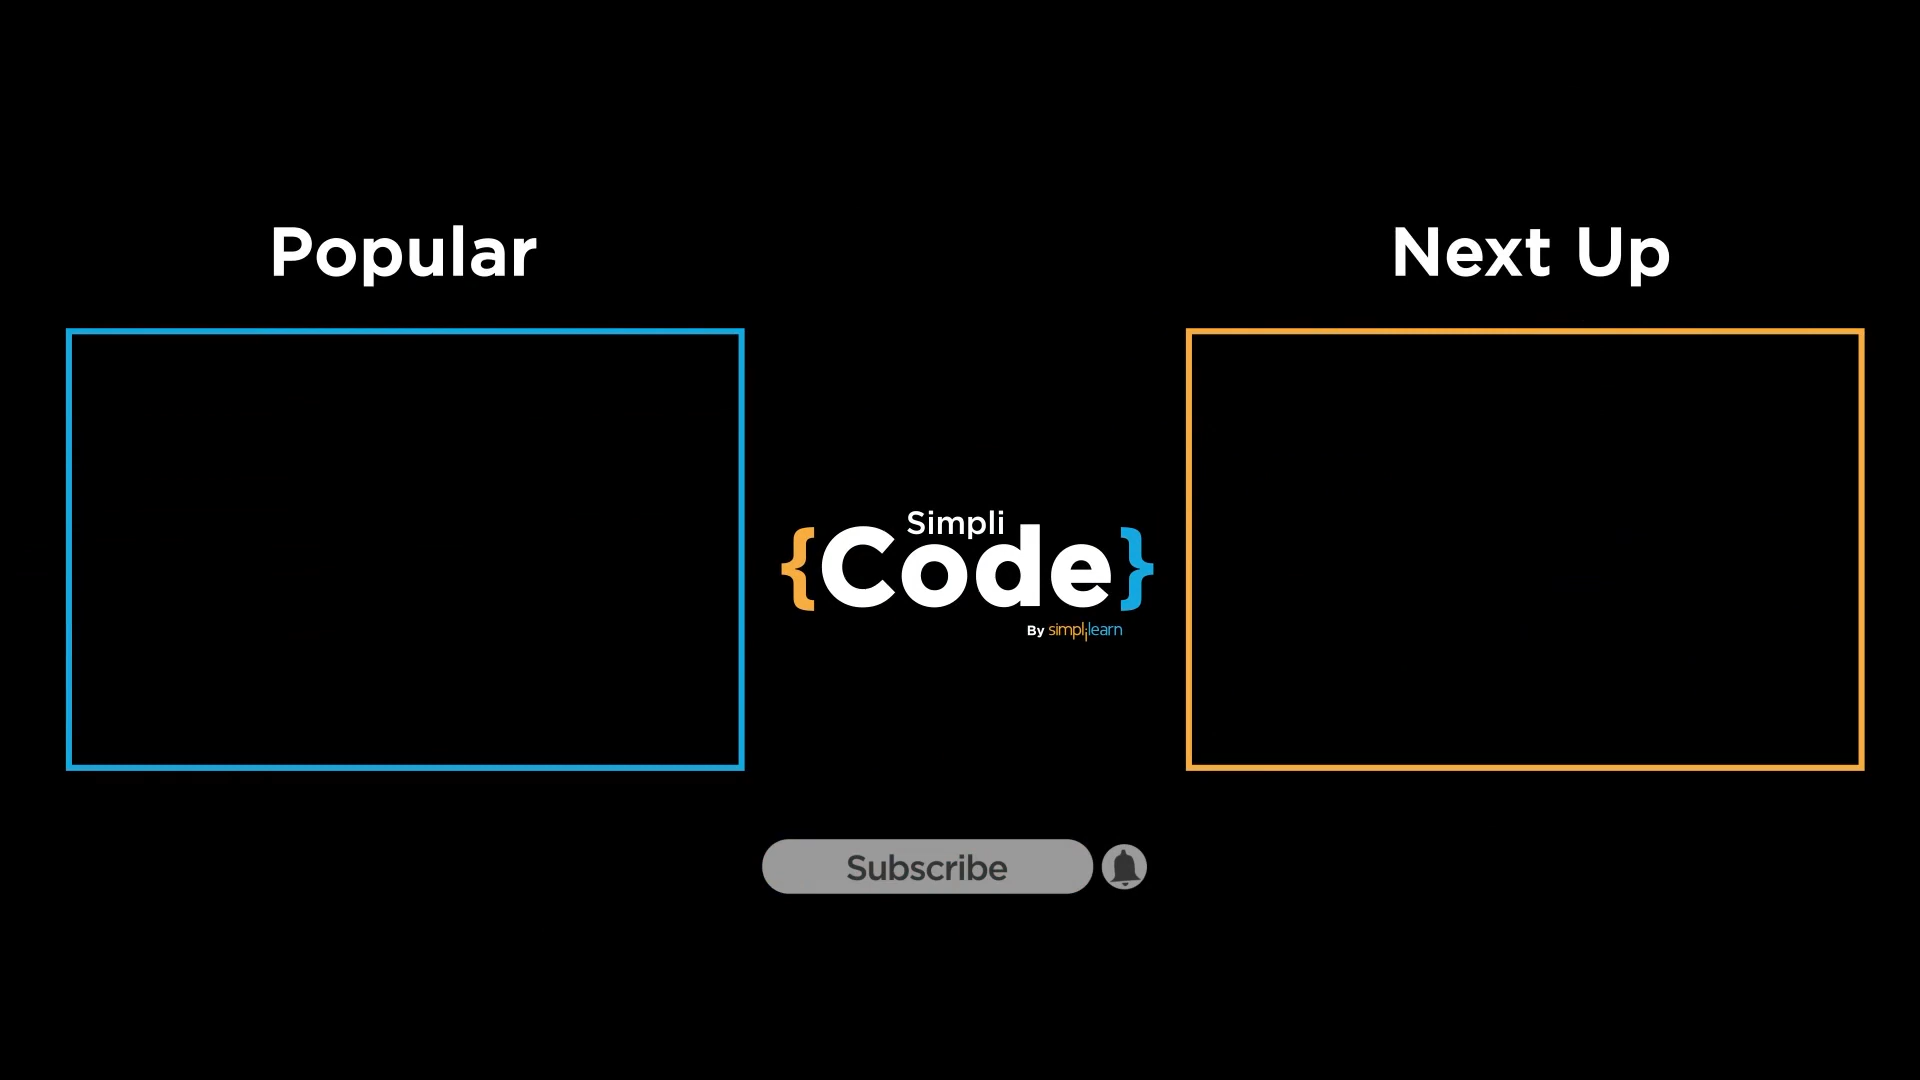 Popular
Next Up
Simpli
{Code}
By simplilearn
Subscribe